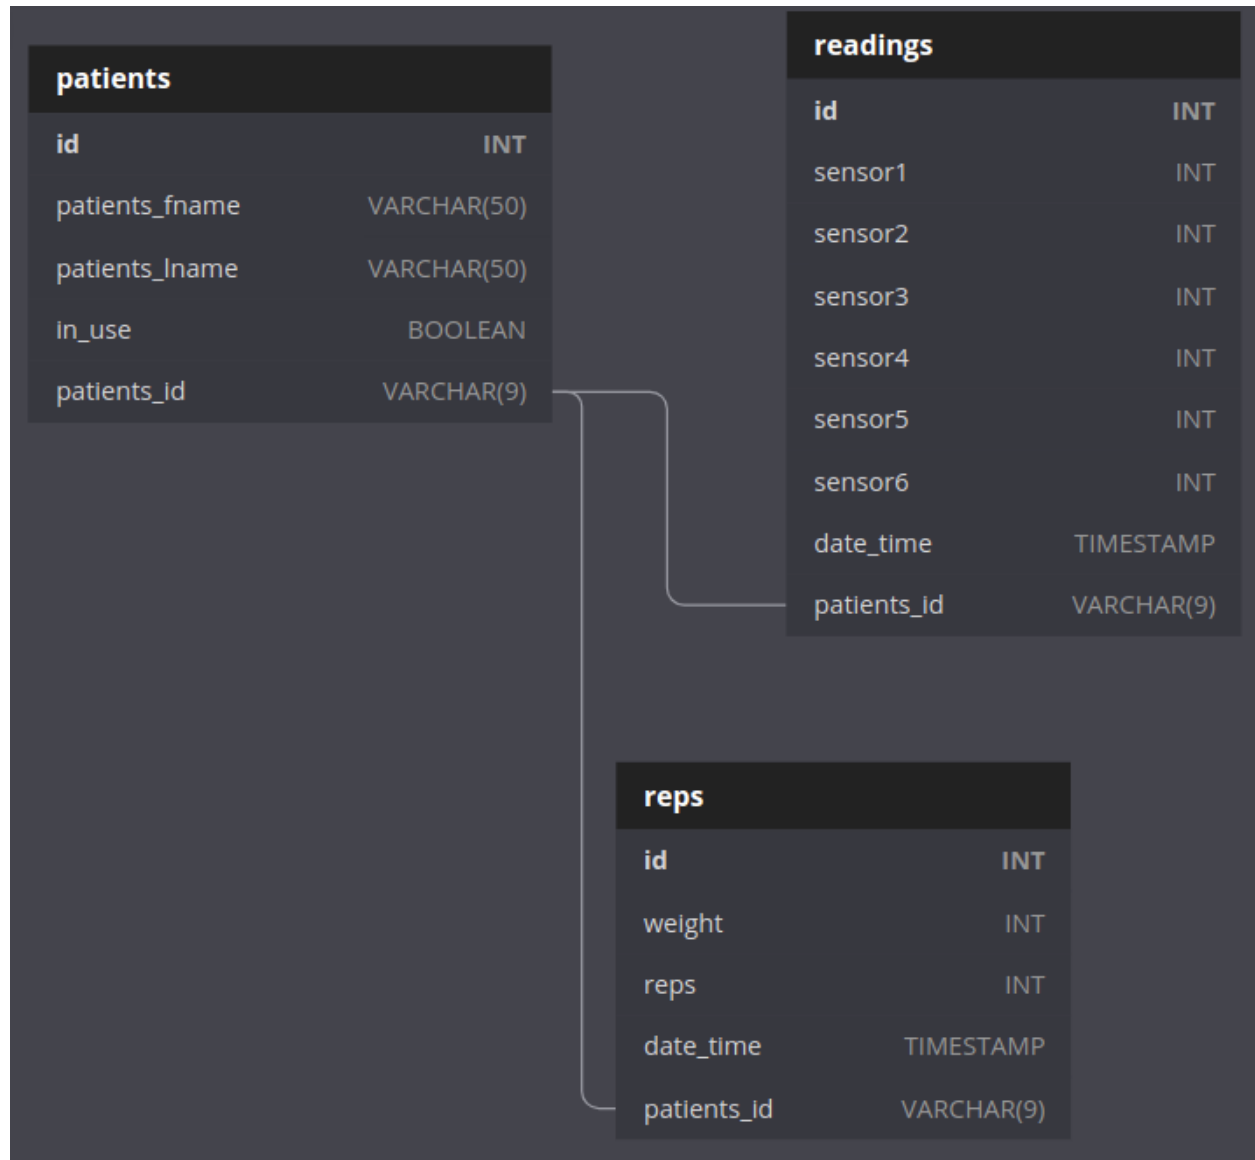 patients
id INT
patients_fname VARCHAR(50)
patients_lname VARCHAR(50)
in_use BOOLEAN
patients_id VARCHAR(9)
readings
id INT
sensor1 INT
sensor2 INT
sensor3 INT
sensor4 INT
sensor5 INT
sensor6 INT
date_time TIMESTAMP
patients_id VARCHAR(9)
reps
id INT
weight INT
reps INT
date_time TIMESTAMP
patients_id VARCHAR(9)